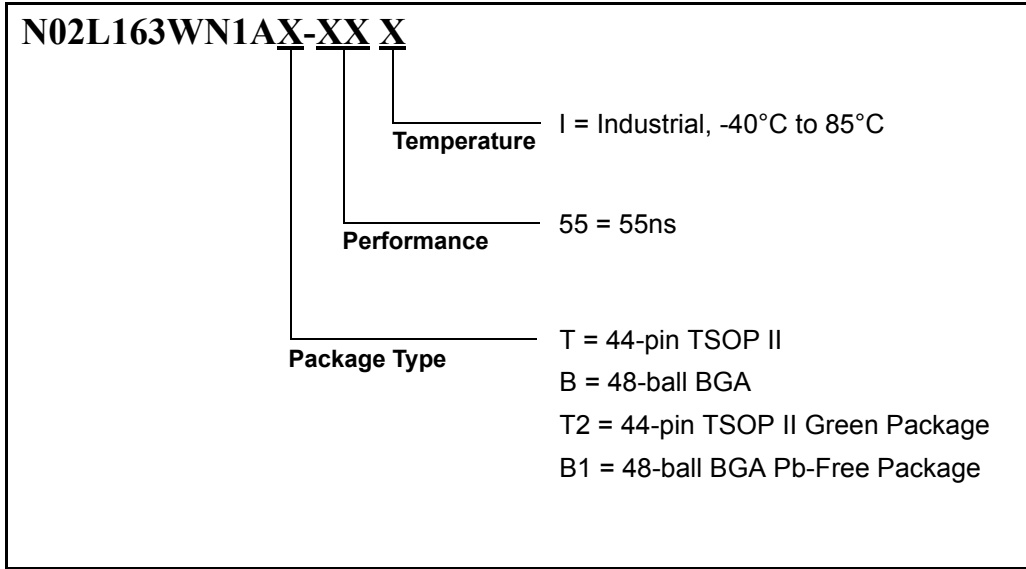 N02L163WN1AX-XX X
Temperature
I = Industrial, -40°C to 85°C
Performance
55 = 55ns
Package Type
T = 44-pin TSOP II
B = 48-ball BGA
T2 = 44-pin TSOP II Green Package
B1 = 48-ball BGA Pb-Free Package